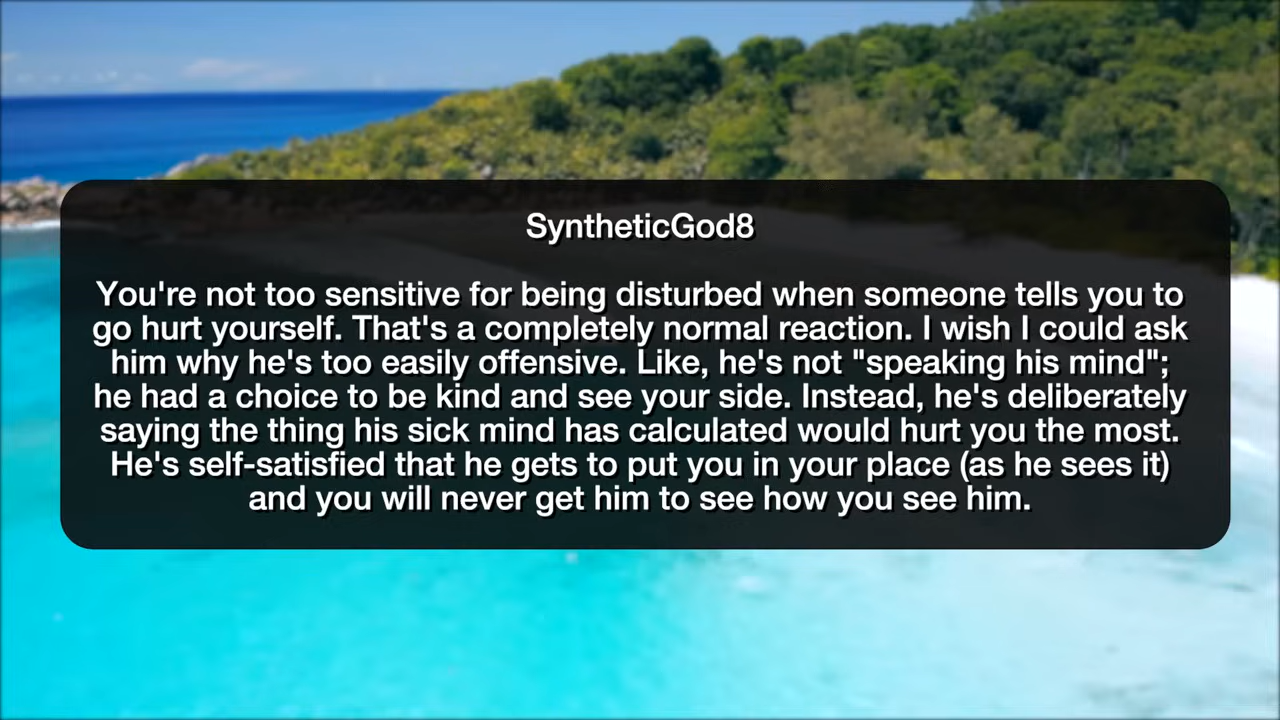 SyntheticGod8
You're not too sensitive for being disturbed when someone tells you to
go hurt yourself. That's a completely normal reaction. I wish I could ask
him why he's too easily offensive. Like, he's not "speaking his mind";
he had a choice to be kind and see your side. Instead, he's deliberately
saying the thing his sick mind has calculated would hurt you the most.
He's self-satisfied that he gets to put you in your place (as he sees it)
and you will never get him to see how you see him.